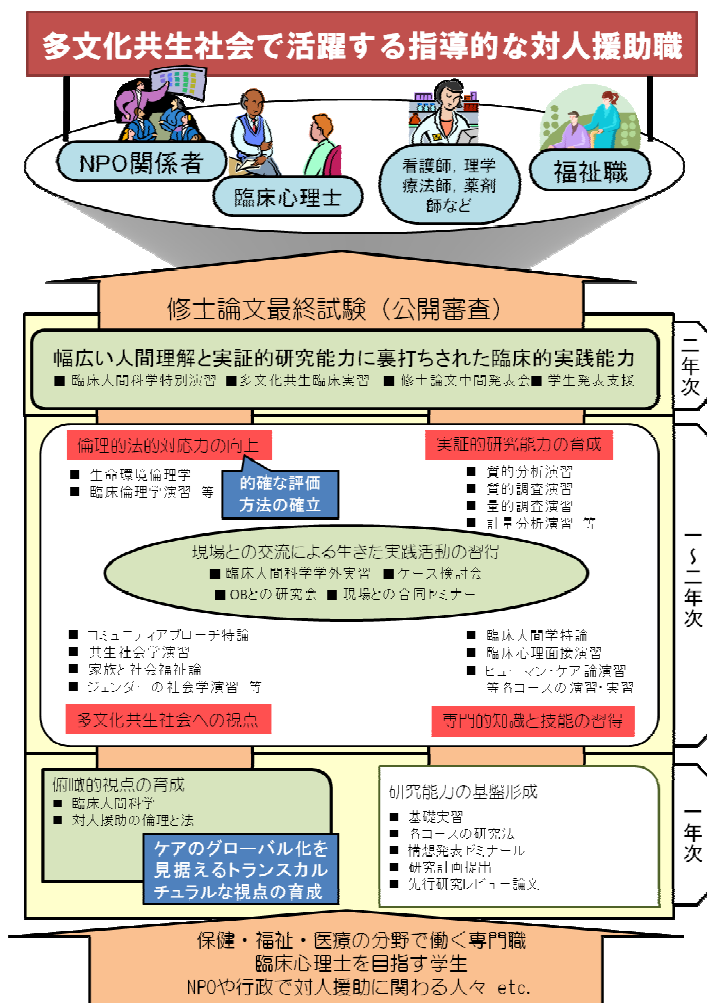 多文化共生社会で活躍する指導的な対人援助職
NPO関係者
臨床心理士
看護師，理学
療法師，薬剤
師など
福祉職
修士論文最終試験（公開審査）
二年次
幅広い人間理解と実証的研究能力に裏打ちされた臨床的実践能力
■ 臨床人間科学特別演習 ■多文化共生臨床実習 ■ 修士論文中間発表会■ 学生発表支援
一～二年次
倫理的法的対応力の向上
■ 生命環境倫理学
■ 臨床倫理学演習 等
的確な評価
方法の確立
実証的研究能力の育成
■ 質的分析演習
■ 質的調査演習
■ 量的調査演習
■ 計量分析演習 等
現場との交流による生きた実践活動の習得
■ 臨床人間科学学外実習 ■ケース検討会
■OBとの研究会 ■ 現場との合同セミナー
■ コミュニティアプローチ特論
■ 共生社会学演習
■ 家族と社会福祉論
■ ジェンダーの社会学演習 等
多文化共生社会への視点
■ 臨床人間学特論
■ 臨床心理面接演習
■ ヒューマン・ケア論演習
等各コースの演習・実習
専門的知識と技能の習得
一年次
俯瞰的視点の育成
■ 臨床人間科学
■ 対人援助の倫理と法
ケアのグローバル化を
見据えるトランスカル
チュラルな視点の育成
研究能力の基盤形成
■ 基礎実習
■ 各コースの研究法
■ 構想発表ゼミナール
■ 研究計画提出
■ 先行研究レビュー論文
保健・福祉・医療の分野で働く専門職
臨床心理士を目指す学生
NPOや行政で対人援助に関わる人々 etc.